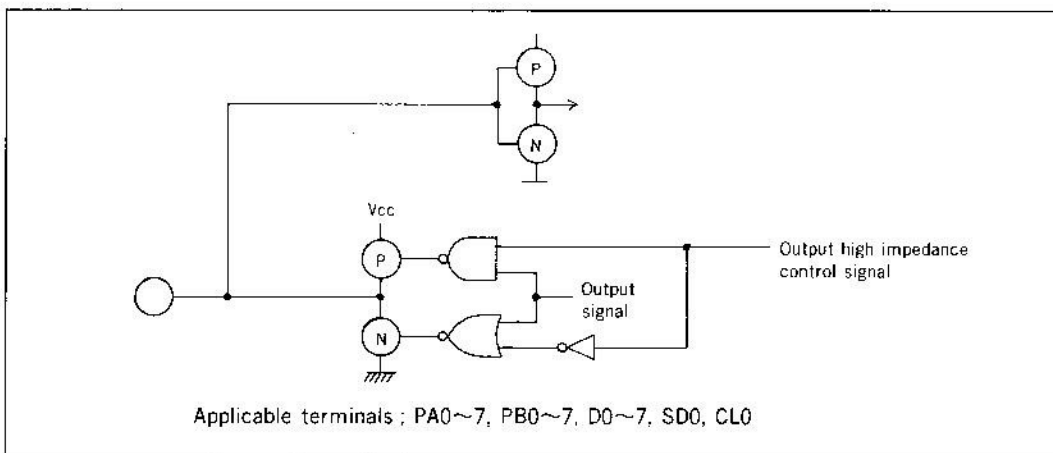 P
N
Vcc
P
Output high impedance
control signal
Output
signal
N
Applicable terminals ; PA0～7, PB0～7, D0～7, SD0, CL0